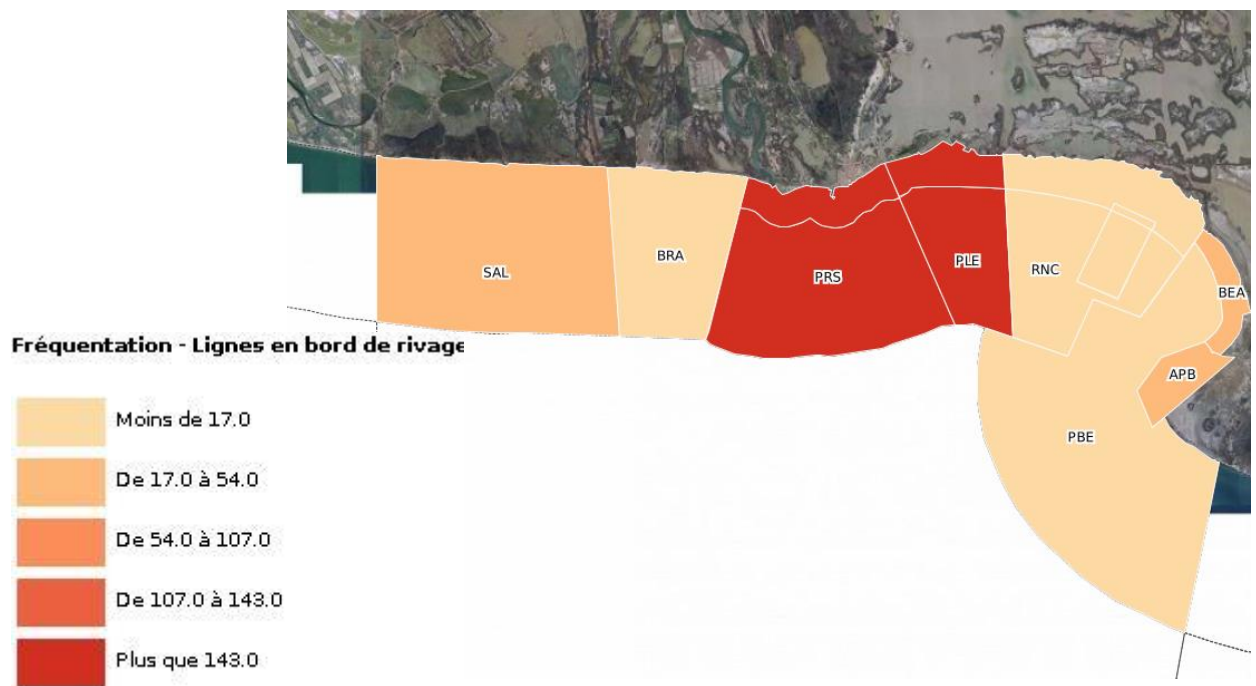 SAL
BRA
PRS
PLE
RNC
BEA
APB
PBE
Fréquentation - Lignes en bord de rivage
Moins de 17.0
De 17.0 à 54.0
De 54.0 à 107.0
De 107.0 à 143.0
Plus que 143.0